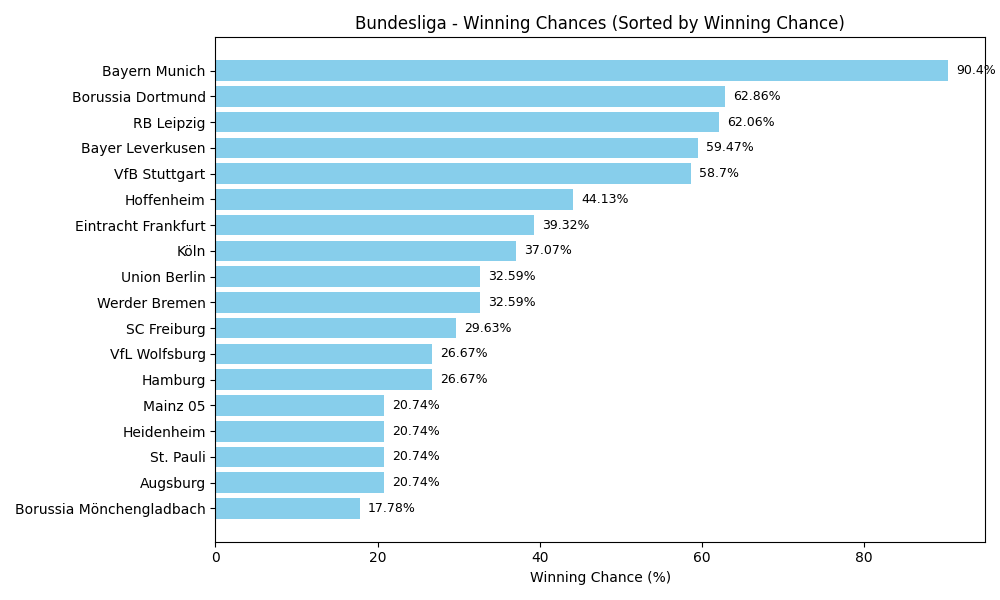 Bundesliga - Winning Chances (Sorted by Winning Chance)
Bayern Munich 90.4%
Borussia Dortmund 62.86%
RB Leipzig 62.06%
Bayer Leverkusen 59.47%
VfB Stuttgart 58.7%
Hoffenheim 44.13%
Eintracht Frankfurt 39.32%
Köln 37.07%
Union Berlin 32.59%
Werder Bremen 32.59%
SC Freiburg 29.63%
VfL Wolfsburg 26.67%
Hamburg 26.67%
Mainz 05 20.74%
Heidenheim 20.74%
St. Pauli 20.74%
Augsburg 20.74%
Borussia Mönchengladbach 17.78%
0 20 40 60 80
Winning Chance (%)